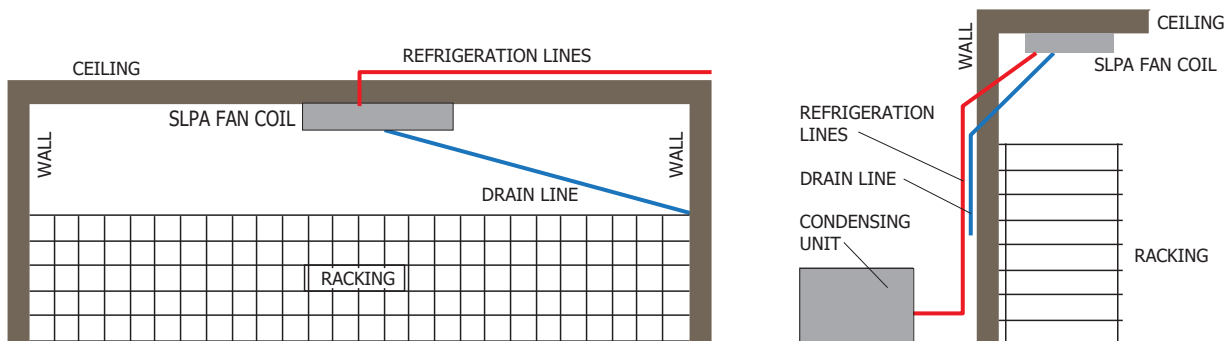 CEILING
REFRIGERATION LINES
SLPA FAN COIL
WALL
WALL
DRAIN LINE
RACKING
WALL
CEILING
SLPA FAN COIL
REFRIGERATION
LINES
DRAIN LINE
CONDENSING
UNIT
RACKING